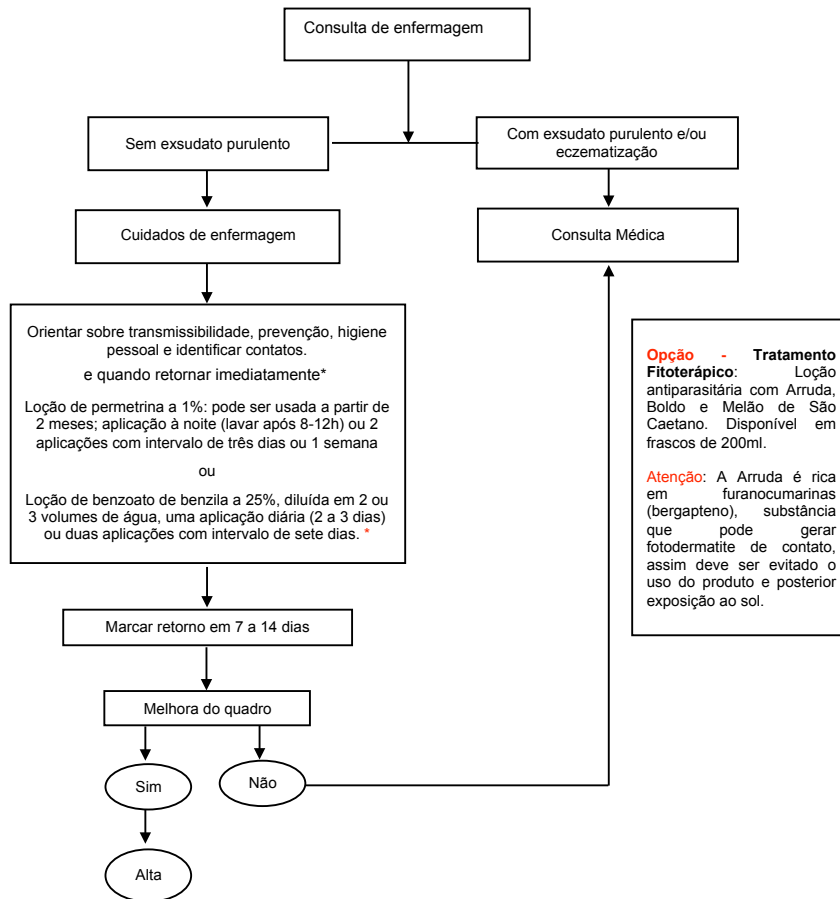 Consulta de enfermagem
Sem exsudato purulento
Com exsudato purulento e/ou
eczematização
Cuidados de enfermagem
Consulta Médica
Orientar sobre transmissibilidade, prevenção, higiene
pessoal e identificar contatos.
e quando retornar imediatamente*
Loção de permetrina a 1%: pode ser usada a partir de
2 meses; aplicação à noite (lavar após 8-12h) ou 2
aplicações com intervalo de três dias ou 1 semana
ou
Loção de benzoato de benzila a 25%, diluída em 2 ou
3 volumes de água, uma aplicação diária (2 a 3 dias)
ou duas aplicações com intervalo de sete dias. *
Opção - Tratamento
Fitoterápico: Loção
antiparasitária com Arruda,
Boldo e Melão de São
Caetano. Disponível em
frascos de 200ml.
Atenção: A Arruda é rica
em furanocumarinas
(bergapteno), substância
que pode gerar
fotodermatite de contato,
assim deve ser evitado o
uso do produto e posterior
exposição ao sol.
Marcar retorno em 7 a 14 dias
Melhora do quadro
Sim
Não
Alta